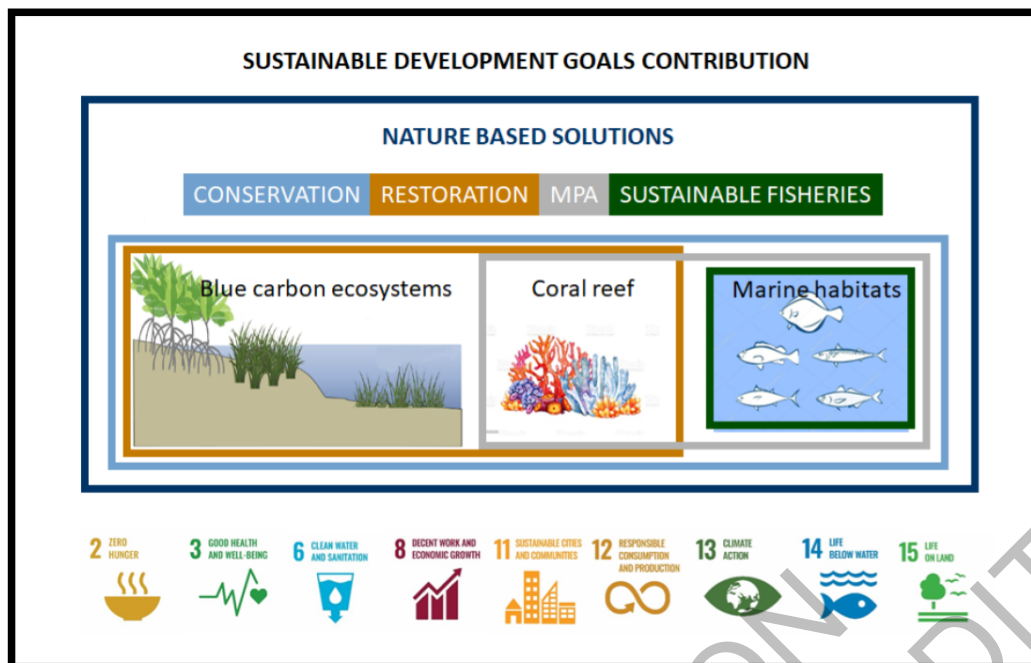 SUSTAINABLE DEVELOPMENT GOALS CONTRIBUTION
NATURE BASED SOLUTIONS
CONSERVATION RESTORATION MPA SUSTAINABLE FISHERIES
Blue carbon ecosystems
Coral reef
Marine habitats
2 ZERO
HUNGER
3 GOOD HEALTH
AND WELL-BEING
6 CLEAN WATER
AND SANITATION
8 DECENT WORK AND
ECONOMIC GROWTH
11 SUSTAINABLE CITIES
AND COMMUNITIES
12 RESPONSIBLE
CONSUMPTION
AND PRODUCTION
13 CLIMATE
ACTION
14 LIFE
BELOW WATER
15 LIFE
ON LAND